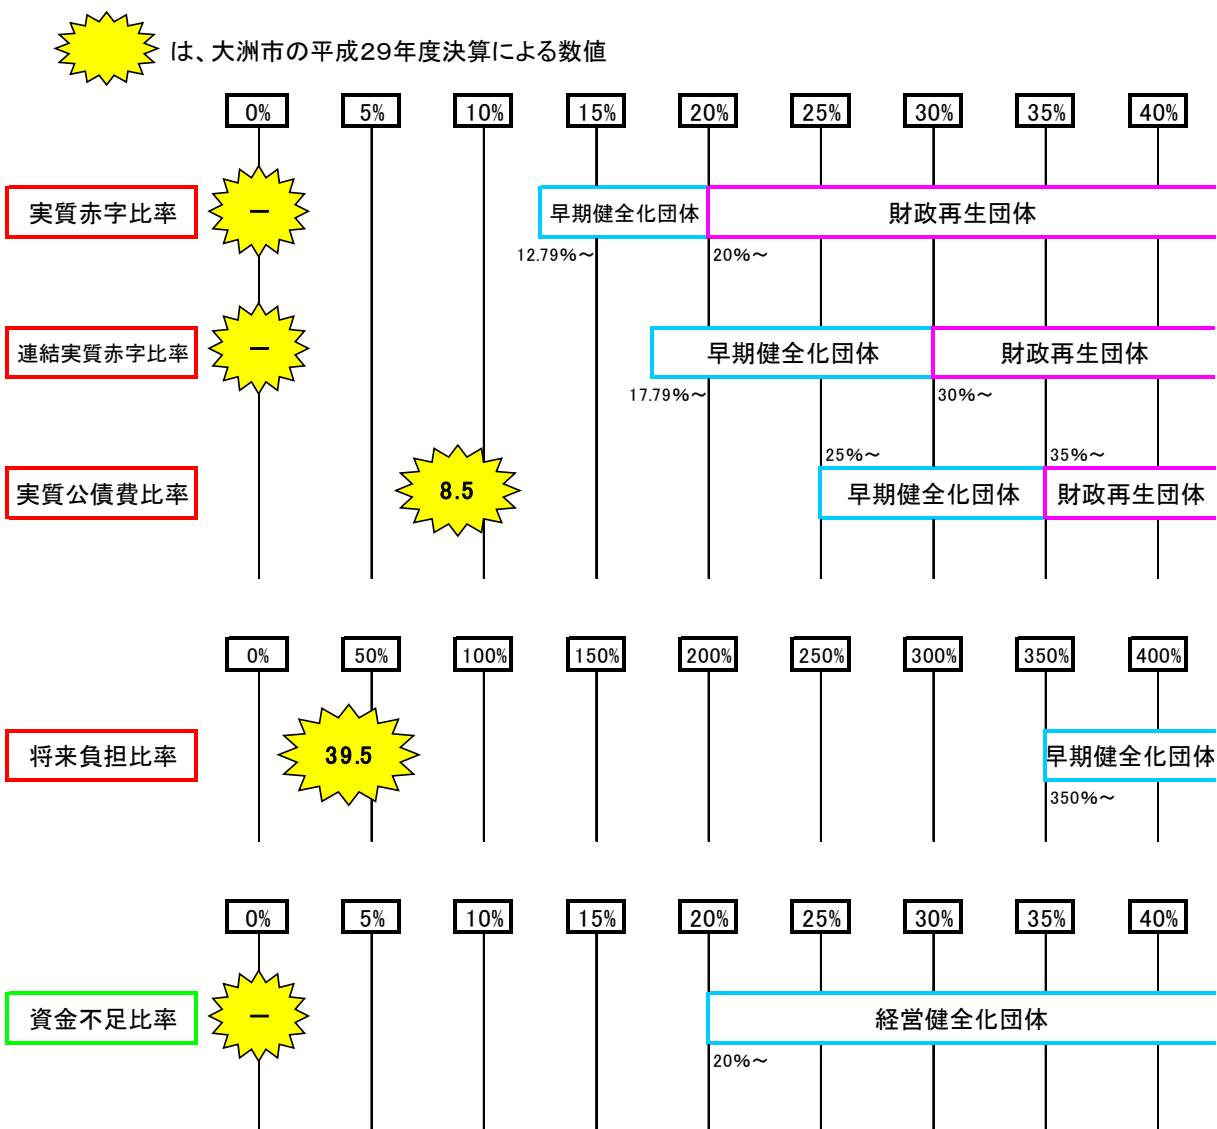 は、大洲市の平成29年度決算による数値
0% 5% 10% 15% 20% 25% 30% 35% 40%
実質赤字比率 － 早期健全化団体 財政再生団体
12.79%～ 20%～
連結実質赤字比率 － 早期健全化団体 財政再生団体
17.79%～ 30%～
25%～ 35%～
実質公債費比率 8.5 早期健全化団体 財政再生団体
0% 50% 100% 150% 200% 250% 300% 350% 400%
将来負担比率 39.5 早期健全化団体
350%～
0% 5% 10% 15% 20% 25% 30% 35% 40%
資金不足比率 － 経営健全化団体
20%～